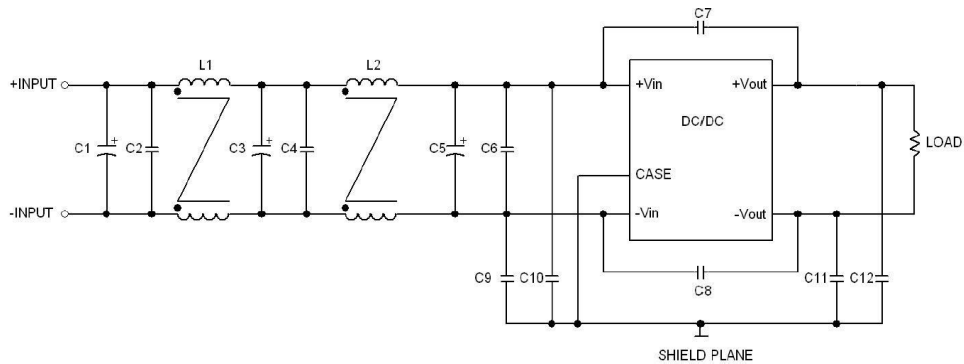 C7
L1
L2
+INPUT
+Vin
+Vout
DC/DC
C1
+
C2
C3
+
C4
C5
+
C6
LOAD
CASE
-INPUT
-Vin
-Vout
C9
C10
C8
C11
C12
SHIELD PLANE